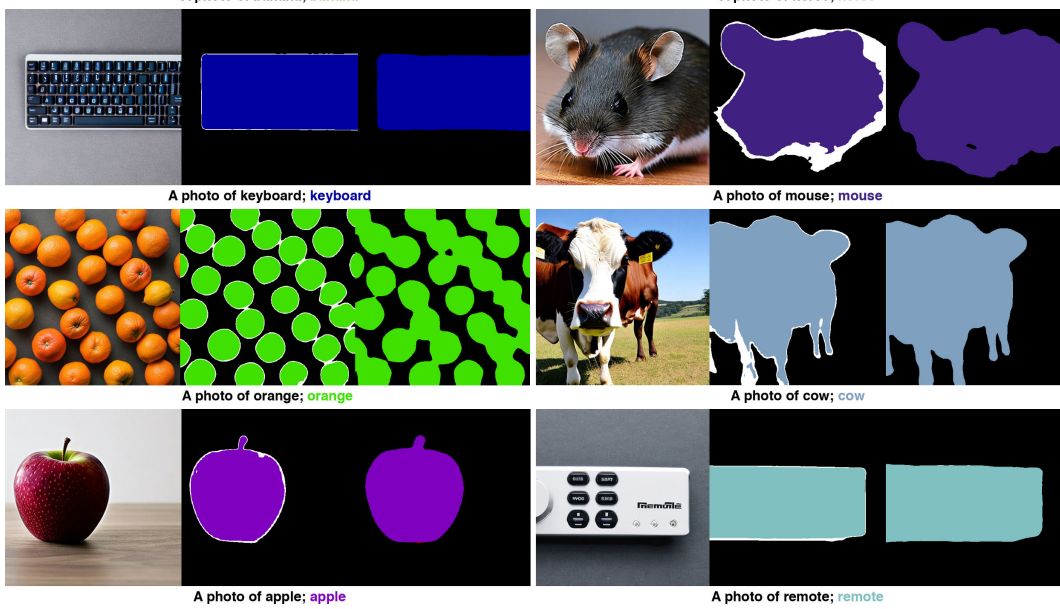 A photo of keyboard; keyboard
A photo of mouse; mouse
A photo of orange; orange
A photo of cow; cow
A photo of apple; apple
A photo of remote; remote